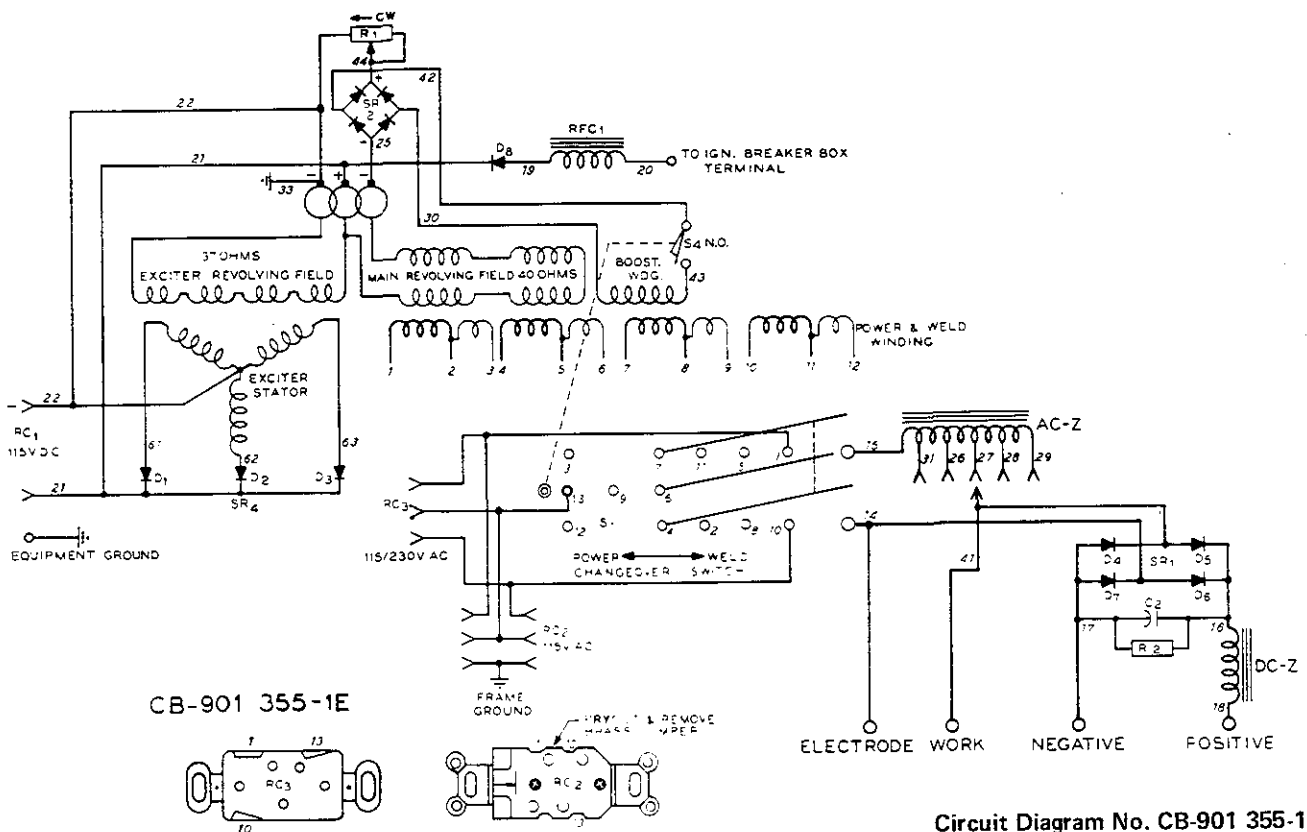 CW
R1
44
+
42
22
SR
2
-
25
RFC1
21
D8
19
20
TO IGN. BREAKER BOX
TERMINAL
33
- + -
30
S4 N.O.
37 OHMS
EXCITER REVOLVING FIELD
MAIN REVOLVING FIELD 40 OHMS
BOOST.
WDG.
43
POWER & WELD
WINDING
1 2 3 4 5 6 7 8 9 10 11 12
EXCITER
STATOR
- 22
RC1
115V DC
61
62
63
D1
D2
D3
21
SR4
EQUIPMENT GROUND
AC-Z
15
31 26 27 28 29
3
7
11
1
13
9
RC3
12
4
2
8
10
14
115/230V AC
POWER WELD
CHANGEOVER SWITCH
41
D4
SR1
D5
D7
D6
C2
17
16
R2
DC-Z
18
RC2
115V AC
FRAME
GROUND
ELECTRODE WORK NEGATIVE POSITIVE
CB-901 355-1E
1
13
RC3
10
& REMOVE
RC2
Circuit Diagram No. CB-901 355-1